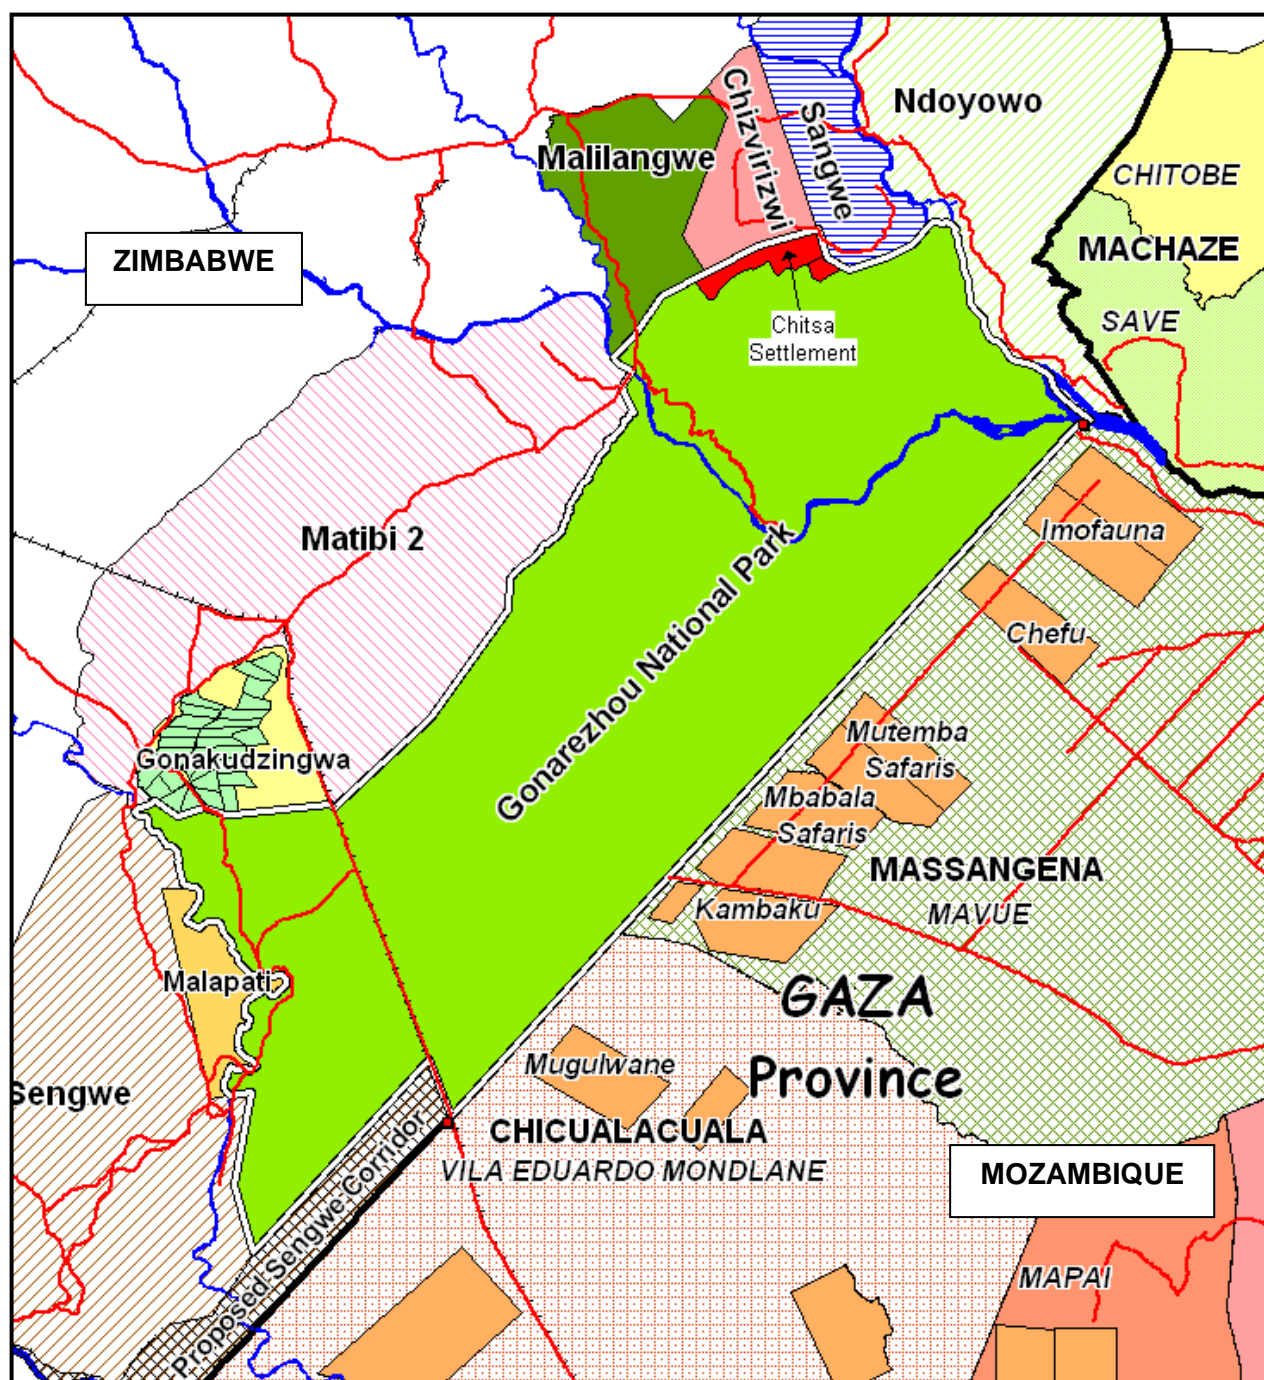 Ndoyowo
Chizvirizwi
Sangwe
Malilangwe
CHITOBE
ZIMBABWE
MACHAZE
Chitsa
Settlement
SAVE
Matibi 2
Imofauna
Gonarezhou National Park
Chefu
Mutemba
Safaris
Gonakudzingwa
Mbabala
Safaris
MASSANGENA
Kambaku
MAVUE
Malapati
GAZA
Province
Mugulwane
Sengwe
CHICUALACUALA
VILA EDUARDO MONDLANE
MOZAMBIQUE
Proposed Sengwe Corridor
MAPAI